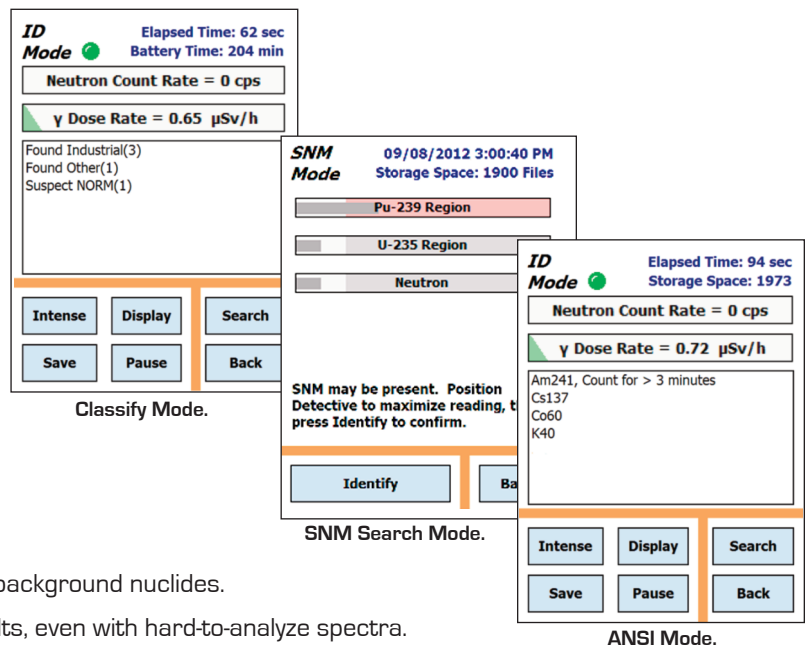 ID
Mode
Elapsed Time: 62 sec
Battery Time: 204 min
Neutron Count Rate = 0 cps
γ Dose Rate = 0.65 µSv/h
Found Industrial(3)
Found Other(1)
Suspect NORM(1)
Intense Display Search
Save Pause Back
Classify Mode.
SNM
Mode
09/08/2012 3:00:40 PM
Storage Space: 1900 Files
Pu-239 Region
U-235 Region
Neutron
SNM may be present. Position
Detective to maximize reading,
press Identify to confirm.
Identify
SNM Search Mode.
ID
Mode
Elapsed Time: 94 sec
Storage Space: 1973
Neutron Count Rate = 0 cps
γ Dose Rate = 0.72 µSv/h
Am241, Count for > 3 minutes
Cs137
Co60
K40
Intense Display Search
Save Pause Back
ANSI Mode.
background nuclides.
lts, even with hard-to-analyze spectra.